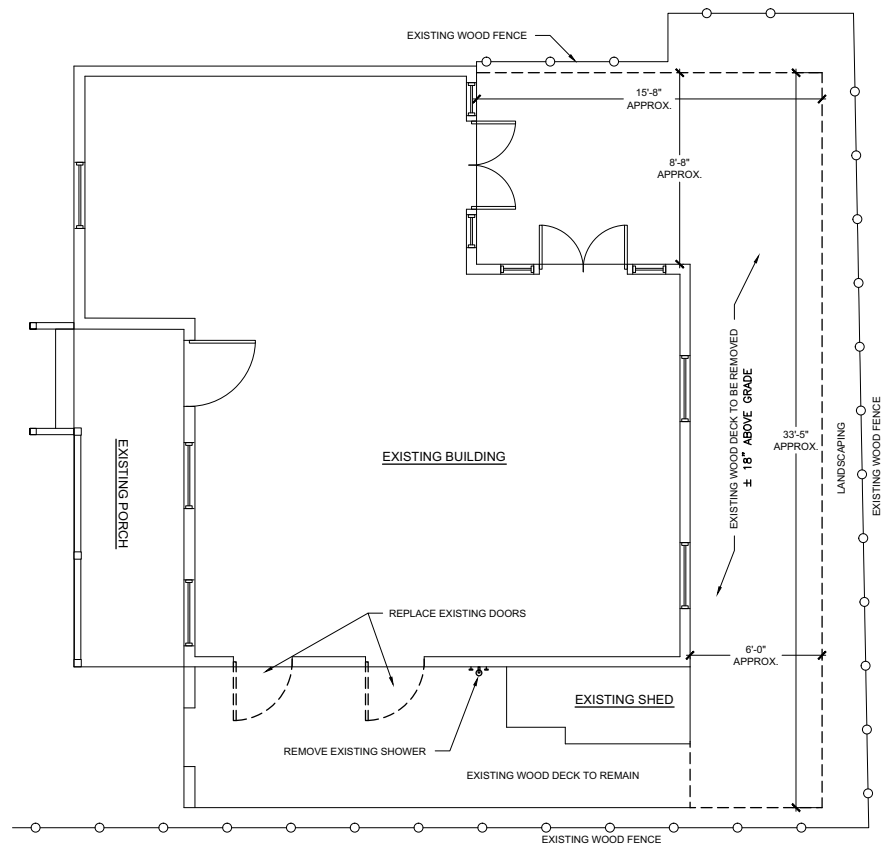 EXISTING WOOD FENCE
15'-8"
APPROX.
8'-8"
APPROX.
EXISTING WOOD DECK TO BE REMOVED
± 18" ABOVE GRADE
33'-5"
APPROX.
LANDSCAPING
EXISTING WOOD FENCE
EXISTING BUILDING
EXISTING PORCH
REPLACE EXISTING DOORS
6'-0"
APPROX.
EXISTING SHED
REMOVE EXISTING SHOWER
EXISTING WOOD DECK TO REMAIN
EXISTING WOOD FENCE